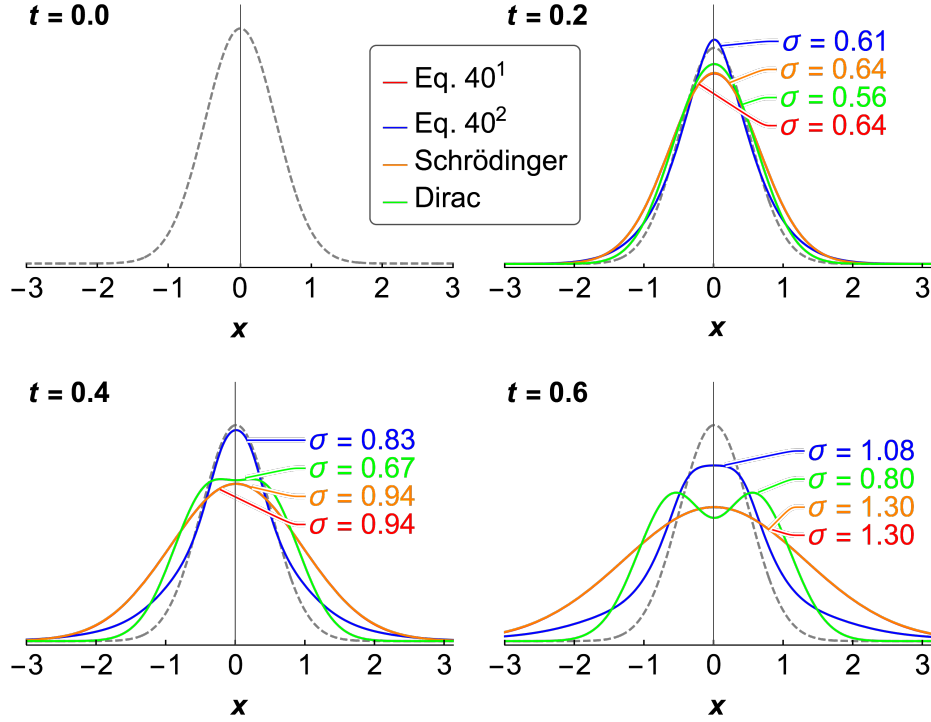 t = 0.0
−3 −2 −1 0 1 2 3
x
Eq. 40¹
Eq. 40²
Schrödinger
Dirac
t = 0.2
σ = 0.61
σ = 0.64
σ = 0.56
σ = 0.64
−3 −2 −1 0 1 2 3
x
t = 0.4
σ = 0.83
σ = 0.67
σ = 0.94
σ = 0.94
−3 −2 −1 0 1 2 3
x
t = 0.6
σ = 1.08
σ = 0.80
σ = 1.30
σ = 1.30
−3 −2 −1 0 1 2 3
x